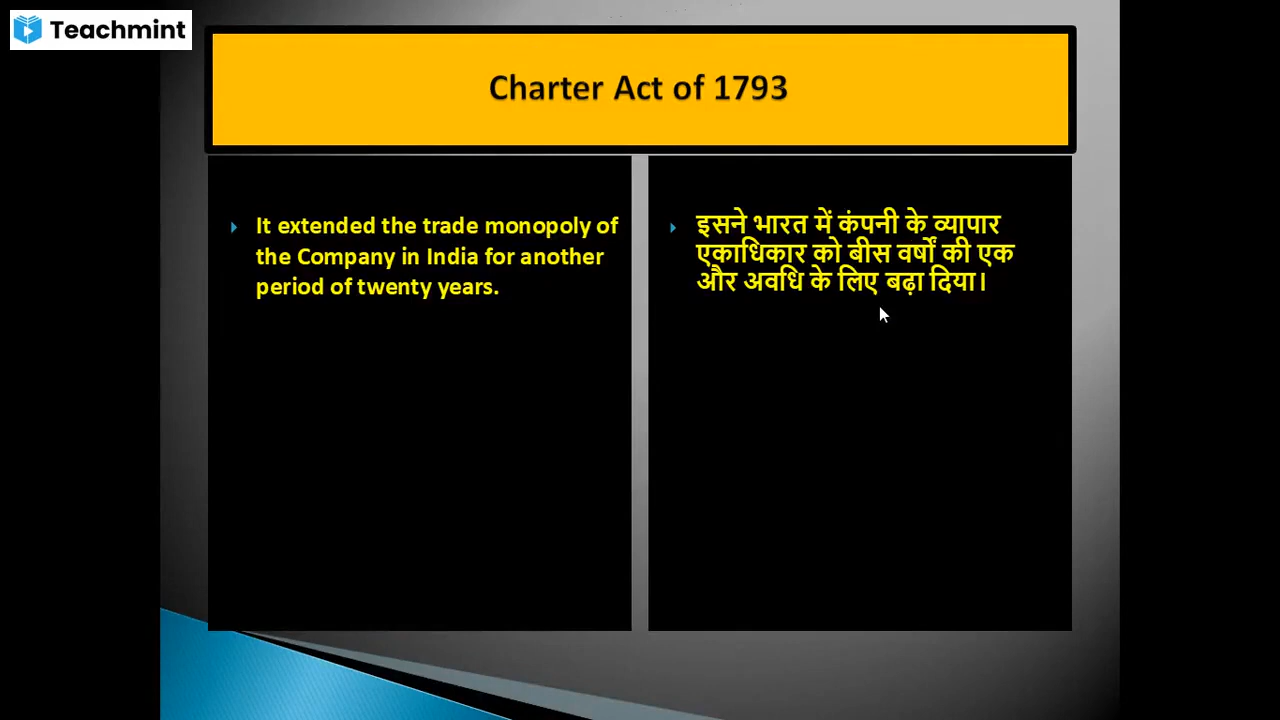 Teachmint
Charter Act of 1793
It extended the trade monopoly of
the Company in India for another
period of twenty years.
इसने भारत में कंपनी के व्यापार
एकाधिकार को बीस वर्षों की एक
और अवधि के लिए बढ़ा दिया।